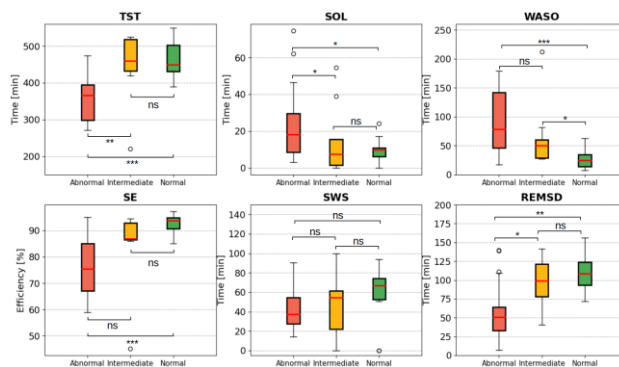 TST
Time [min]
500
400
300
200
ns
**
***
Abnormal Intermediate Normal
SOL
Time [min]
60
40
20
0
*
*
ns
Abnormal Intermediate Normal
WASO
Time [min]
250
200
150
100
50
0
***
ns
*
Abnormal Intermediate Normal
SE
Efficiency [%]
90
80
70
60
50
ns
ns
***
Abnormal Intermediate Normal
SWS
Time [min]
140
120
100
80
60
40
20
0
ns
ns
ns
Abnormal Intermediate Normal
REMSD
Time [min]
200
175
150
125
100
75
50
25
0
**
*
ns
Abnormal Intermediate Normal